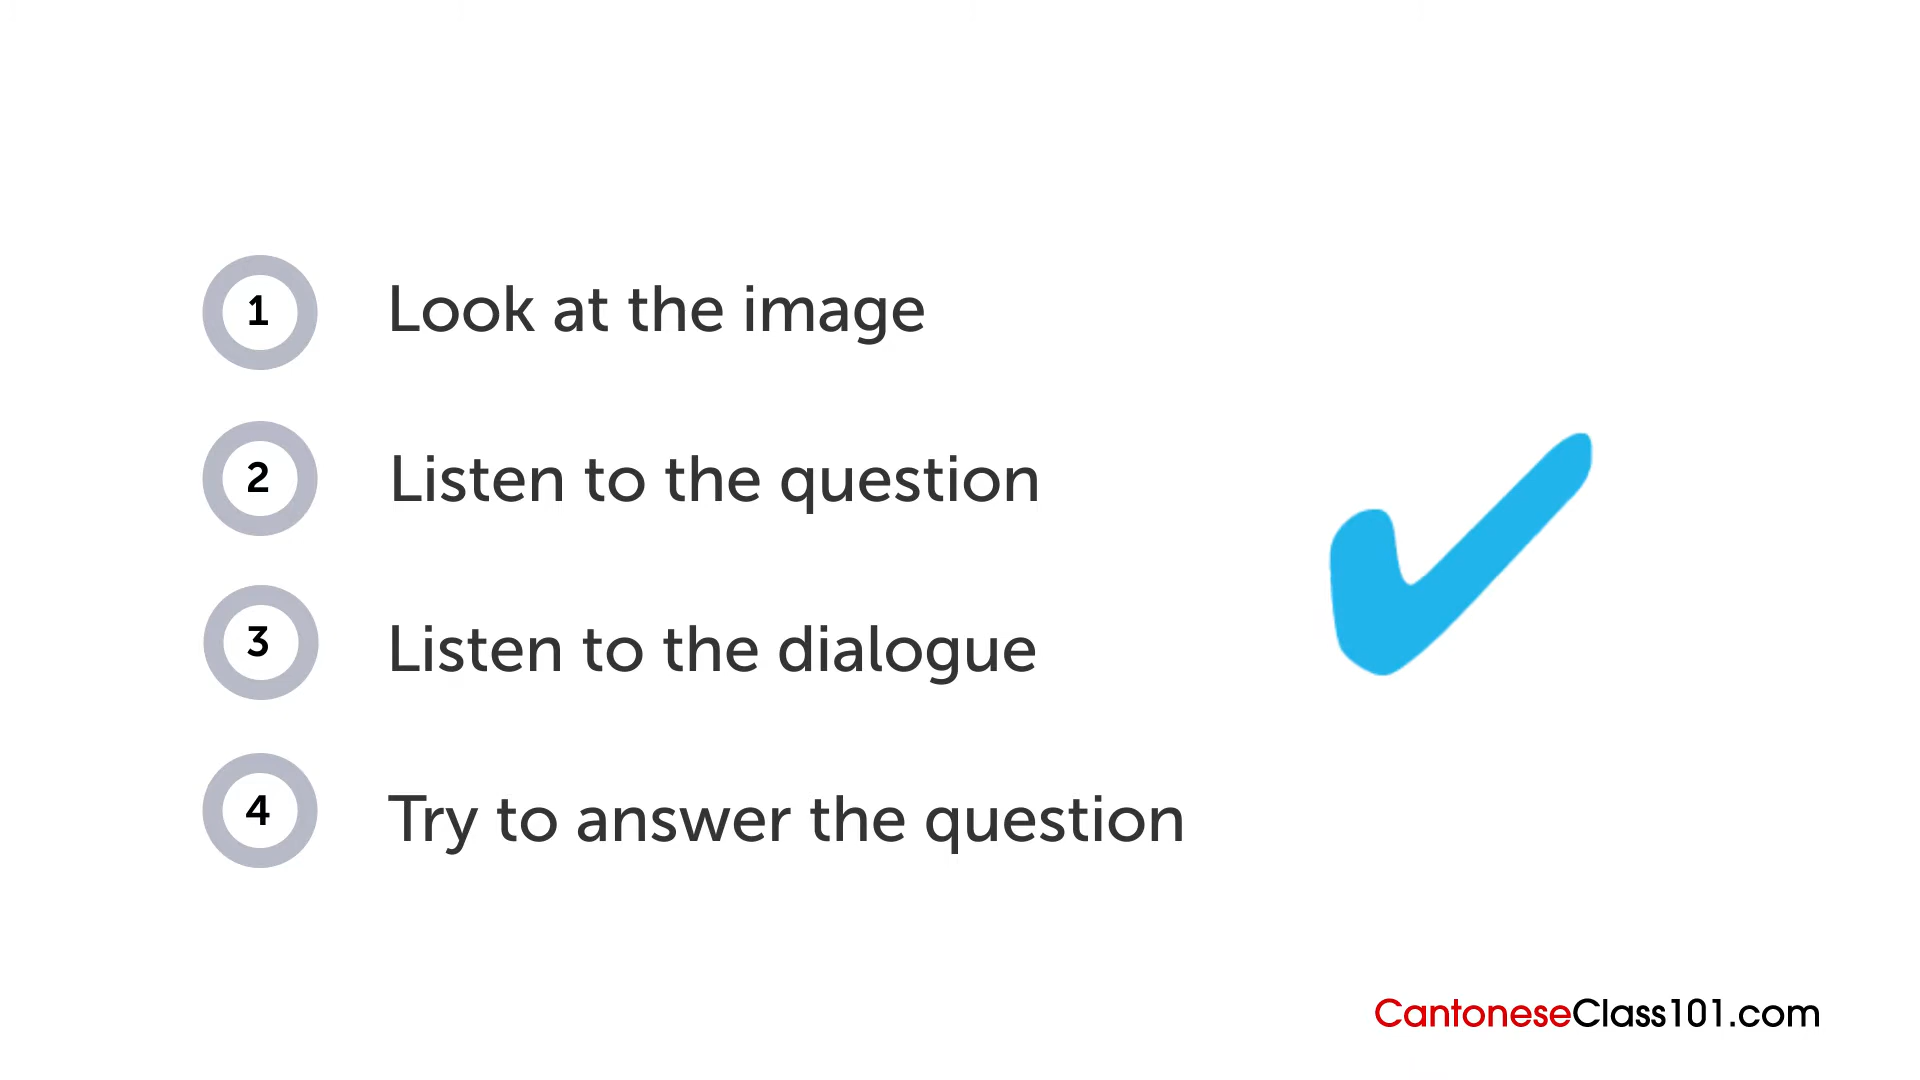 1 Look at the image
2 Listen to the question
3 Listen to the dialogue
4 Try to answer the question
CantoneseClass101.com